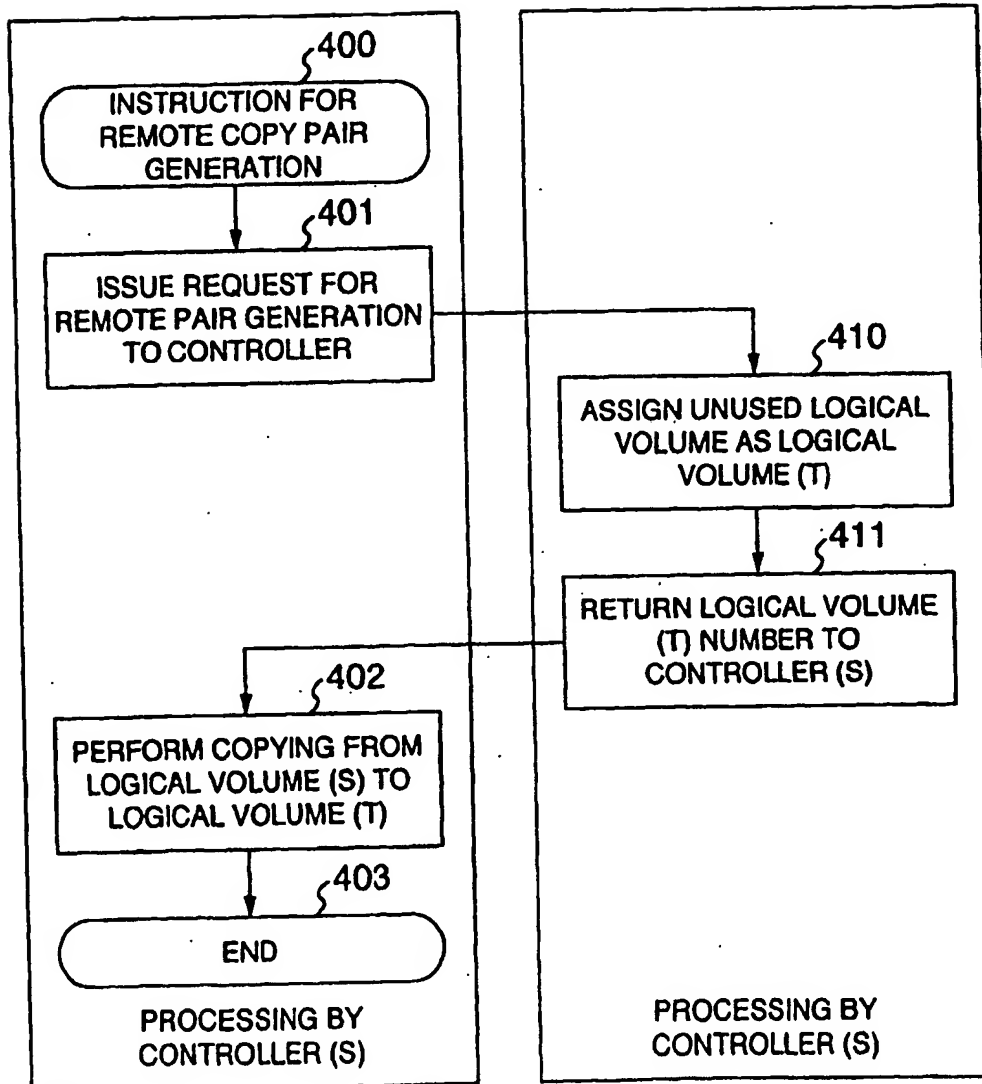 400
INSTRUCTION FOR
REMOTE COPY PAIR
GENERATION
401
ISSUE REQUEST FOR
REMOTE PAIR GENERATION
TO CONTROLLER
410
ASSIGN UNUSED LOGICAL
VOLUME AS LOGICAL
VOLUME (T)
411
RETURN LOGICAL VOLUME
(T) NUMBER TO
CONTROLLER (S)
402
PERFORM COPYING FROM
LOGICAL VOLUME (S) TO
LOGICAL VOLUME (T)
403
END
PROCESSING BY
CONTROLLER (S)
PROCESSING BY
CONTROLLER (S)